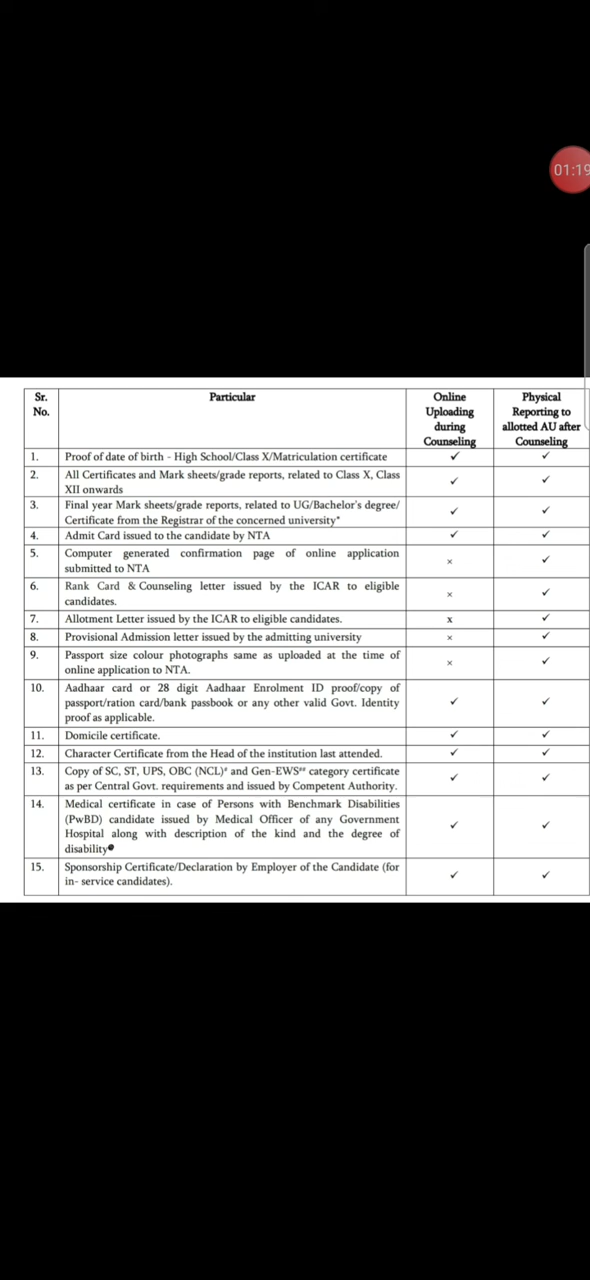 01:19
Sr. No. Particular Online Uploading during Counseling Physical Reporting to allotted AU after Counseling
1. Proof of date of birth - High School/Class X/Matriculation certificate ✓ ✓
2. All Certificates and Mark sheets/grade reports, related to Class X, Class
XII onwards ✓ ✓
3. Final year Mark sheets/grade reports, related to UG/Bachelor's degree/
Certificate from the Registrar of the concerned university* ✓ ✓
4. Admit Card issued to the candidate by NTA ✓ ✓
5. Computer generated confirmation page of online application
submitted to NTA × ✓
6. Rank Card & Counseling letter issued by the ICAR to eligible
candidates. × ✓
7. Allotment Letter issued by the ICAR to eligible candidates. x ✓
8. Provisional Admission letter issued by the admitting university × ✓
9. Passport size colour photographs same as uploaded at the time of
online application to NTA. × ✓
10. Aadhaar card or 28 digit Aadhaar Enrolment ID proof/copy of
passport/ration card/bank passbook or any other valid Govt. Identity
proof as applicable. ✓ ✓
11. Domicile certificate. ✓ ✓
12. Character Certificate from the Head of the institution last attended. ✓ ✓
13. Copy of SC, ST, UPS, OBC (NCL)# and Gen-EWS** category certificate
as per Central Govt. requirements and issued by Competent Authority. ✓ ✓
14. Medical certificate in case of Persons with Benchmark Disabilities
(PwBD) candidate issued by Medical Officer of any Government
Hospital along with description of the kind and the degree of
disability@ ✓ ✓
15. Sponsorship Certificate/Declaration by Employer of the Candidate (for
in- service candidates). ✓ ✓